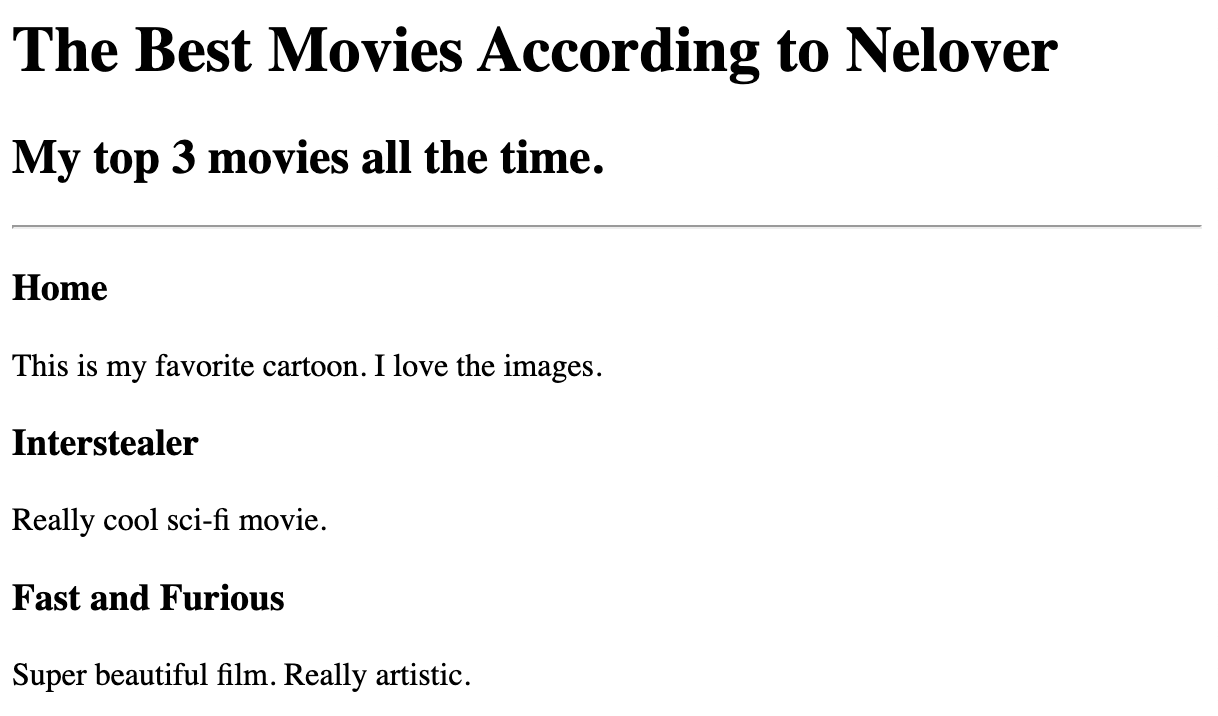 The Best Movies According to Nelover
My top 3 movies all the time.
Home
This is my favorite cartoon. I love the images.
Interstealer
Really cool sci-fi movie.
Fast and Furious
Super beautiful film. Really artistic.